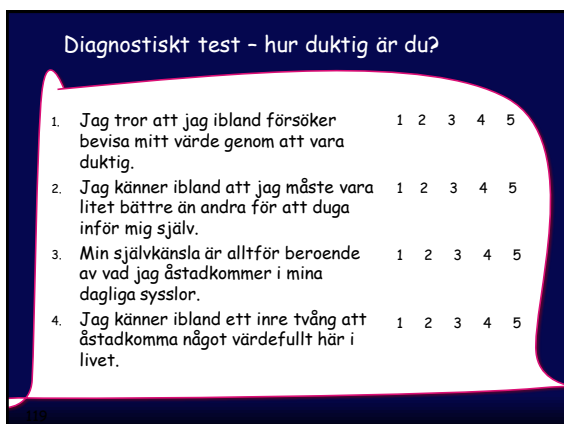 Diagnostiskt test – hur duktig är du?
1. Jag tror att jag ibland försöker 1 2 3 4 5
bevisa mitt värde genom att vara
duktig.
2. Jag känner ibland att jag måste vara 1 2 3 4 5
litet bättre än andra för att duga
inför mig själv.
3. Min självkänsla är alltför beroende 1 2 3 4 5
av vad jag åstadkommer i mina
dagliga sysslor.
4. Jag känner ibland ett inre tvång att 1 2 3 4 5
åstadkomma något värdefullt här i
livet.